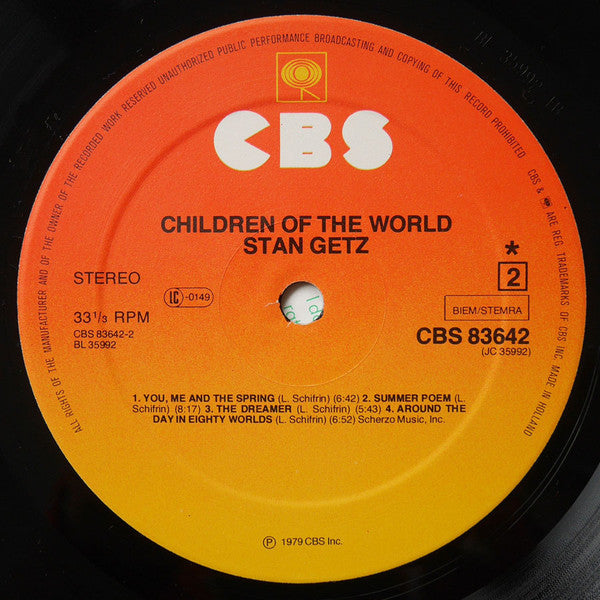 ALL RIGHTS OF THE MANUFACTURER AND OF THE OWNER OF THE RECORDED WORK RESERVED UNAUTHORIZED PUBLIC PERFORMANCE BROADCASTING AND COPYING OF THIS RECORD PROHIBITED
CBS & ARE REG. TRADEMARKS OF CBS INC. MADE IN HOLLAND
CBS
CHILDREN OF THE WORLD
STAN GETZ
STEREO
LC -0149
33 1/3 RPM
CBS 83642-2
BL 35992
*
2
BIEM/STEMRA
CBS 83642
(JC 35992)
1. YOU, ME AND THE SPRING (L. Schifrin) (6:42) 2. SUMMER POEM (L.
Schifrin) (8:17) 3. THE DREAMER (L. Schifrin) (5:43) 4. AROUND THE
DAY IN EIGHTY WORLDS (L. Schifrin) (6:52) Scherzo Music, Inc.
℗ 1979 CBS Inc.